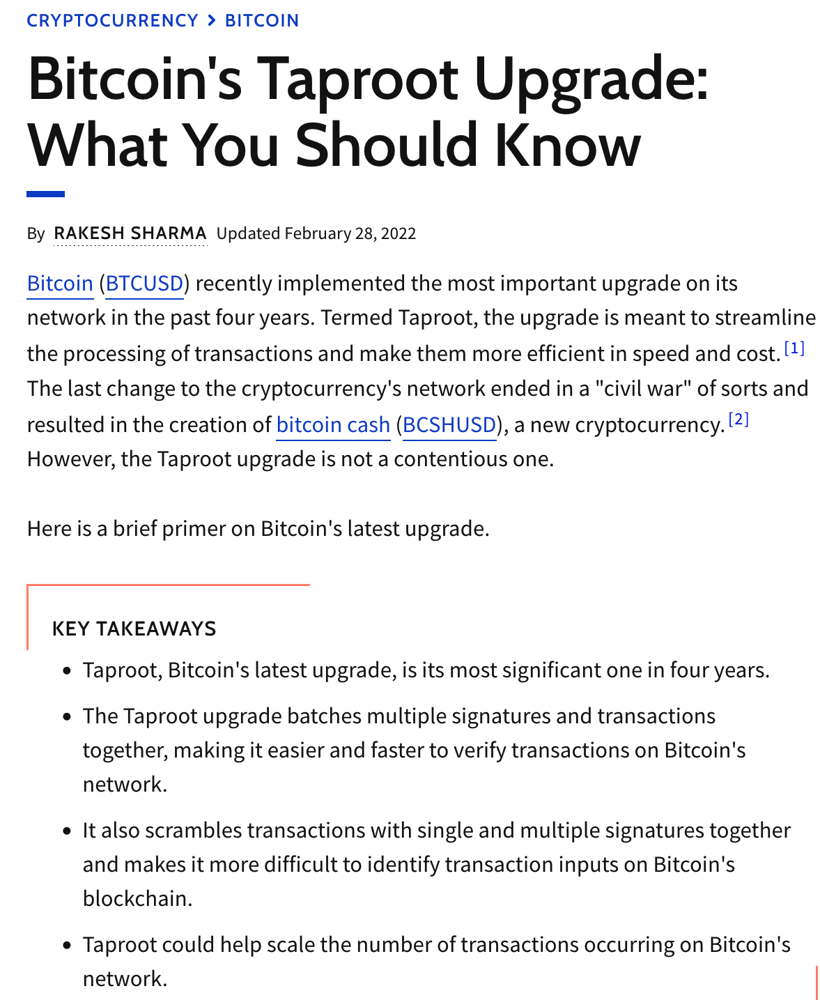 CRYPTOCURRENCY > BITCOIN
Bitcoin's Taproot Upgrade:
What You Should Know
By RAKESH SHARMA Updated February 28, 2022
Bitcoin (BTCUSD) recently implemented the most important upgrade on its
network in the past four years. Termed Taproot, the upgrade is meant to streamline
the processing of transactions and make them more efficient in speed and cost. [1]
The last change to the cryptocurrency's network ended in a "civil war" of sorts and
resulted in the creation of bitcoin cash (BCSHUSD), a new cryptocurrency. [2]
However, the Taproot upgrade is not a contentious one.
Here is a brief primer on Bitcoin's latest upgrade.
KEY TAKEAWAYS
• Taproot, Bitcoin's latest upgrade, is its most significant one in four years.
• The Taproot upgrade batches multiple signatures and transactions
together, making it easier and faster to verify transactions on Bitcoin's
network.
• It also scrambles transactions with single and multiple signatures together
and makes it more difficult to identify transaction inputs on Bitcoin's
blockchain.
• Taproot could help scale the number of transactions occurring on Bitcoin's
network.